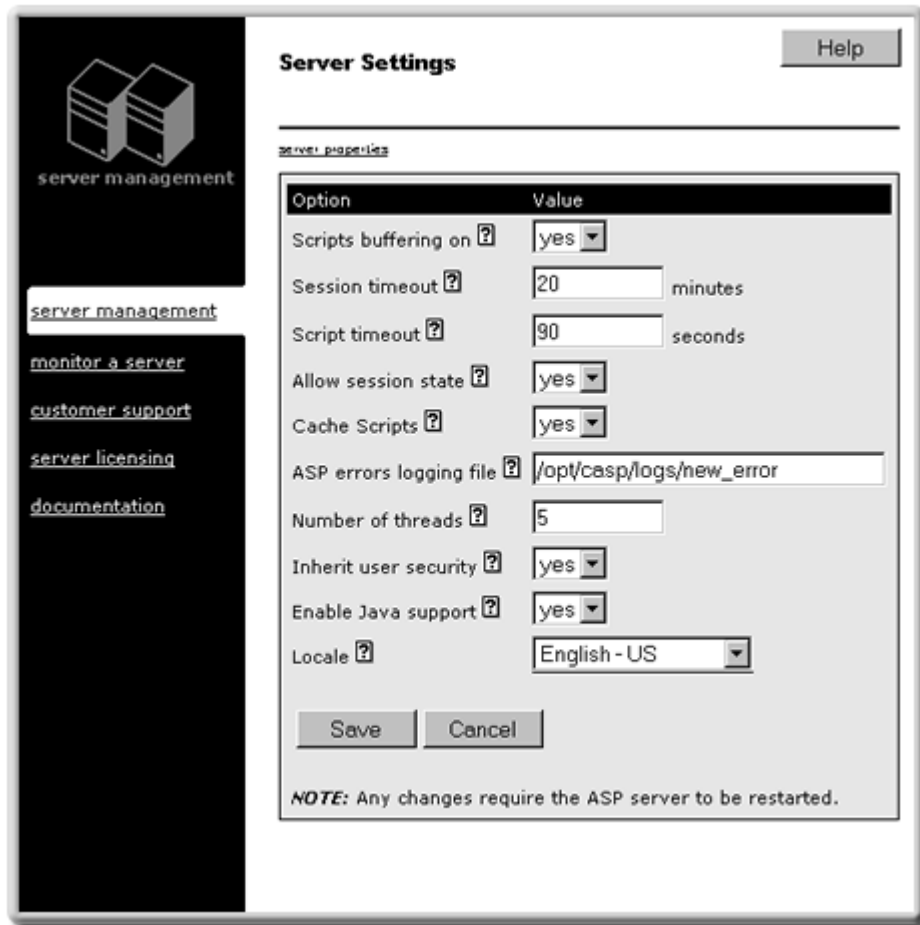 Server Settings
Help
server management
server properties
Option Value
Scripts buffering on ? yes
Session timeout ? 20 minutes
Script timeout ? 90 seconds
Allow session state ? yes
Cache Scripts ? yes
ASP errors logging file ? /opt/casp/logs/new_error
Number of threads ? 5
Inherit user security ? yes
Enable Java support ? yes
Locale ? English - US
Save Cancel
NOTE: Any changes require the ASP server to be restarted.
server management
monitor a server
customer support
server licensing
documentation